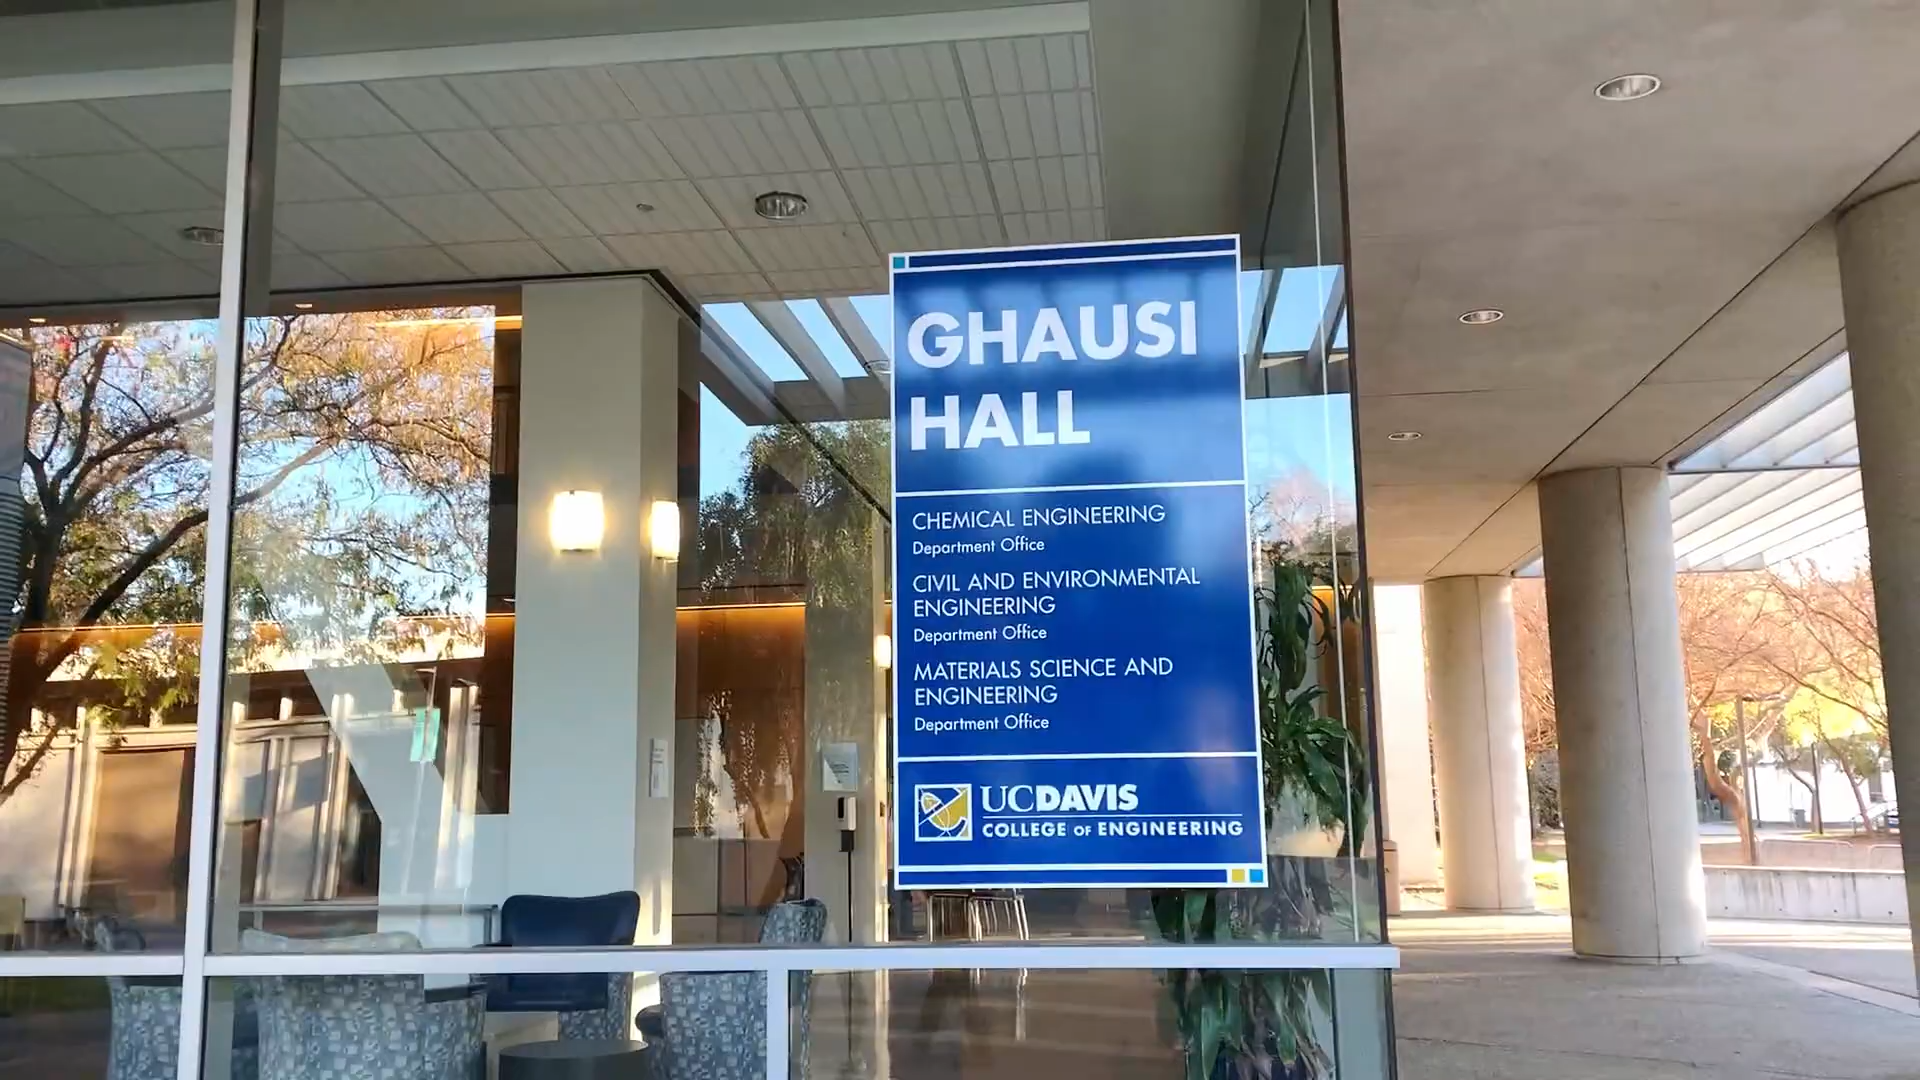 GHAUSI
HALL
CHEMICAL ENGINEERING
Department Office
CIVIL AND ENVIRONMENTAL
ENGINEERING
Department Office
MATERIALS SCIENCE AND
ENGINEERING
Department Office
UCDAVIS
COLLEGE OF ENGINEERING